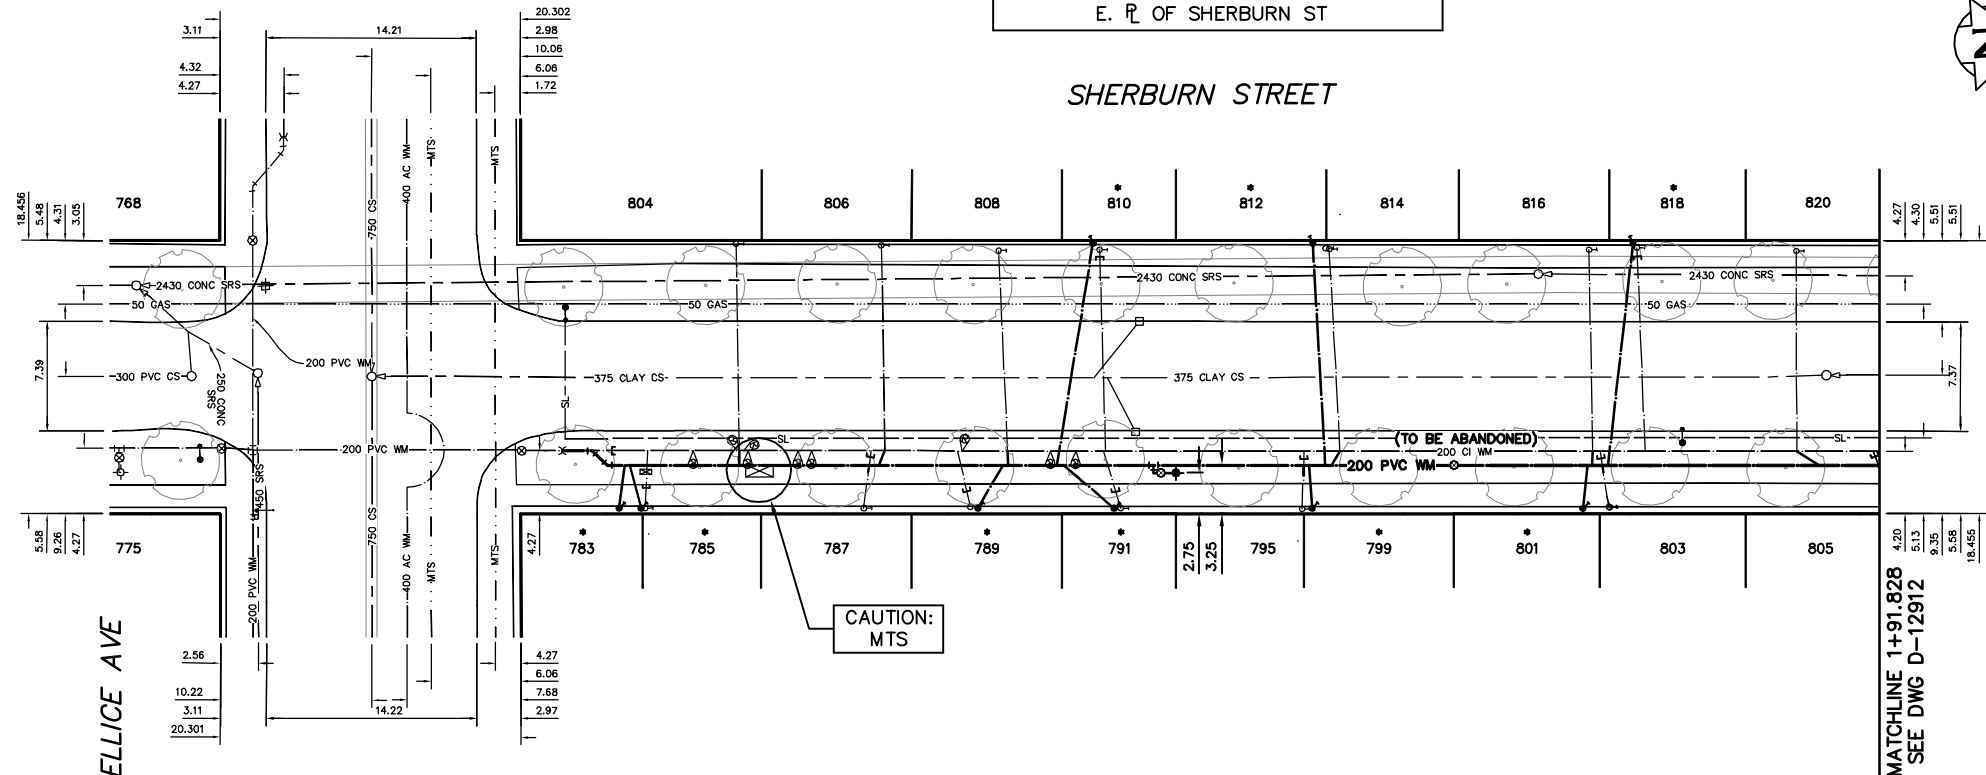 E. ⅊ OF SHERBURN ST
N
SHERBURN STREET
20.302
3.11
14.21
2.98
10.06
4.32
6.06
4.27
1.72
400 AC WM
MTS
MTS
750 CS
18.456
5.48
4.31
3.05
768
804
806
808
*
810
*
812
814
816
*
818
820
4.27
4.30
5.51
5.51
2430 CONC SRS
2430 CONC SRS
2430 CONC SRS
50 GAS
50 GAS
50 GAS
7.39
200 PVC WM
300 PVC CS
250 CONC
SRS
375 CLAY CS
375 CLAY CS
7.37
SL
SL
(TO BE ABANDONED)
SL
200 PVC WM
200 CI WM
200 PVC WM
450 SRS
5.58
9.26
4.27
775
200 PVC WM
750 CS
400 AC WM
MTS
MTS
4.27
*
783
*
785
787
*
789
*
791
2.75
3.25
795
*
799
*
801
803
805
4.20
5.13
9.35
5.58
18.455
CAUTION:
MTS
MATCHLINE 1+91.828
SEE DWG D-12912
ELLICE AVE
2.56
4.27
6.06
10.22
7.68
3.11
14.22
2.97
20.301